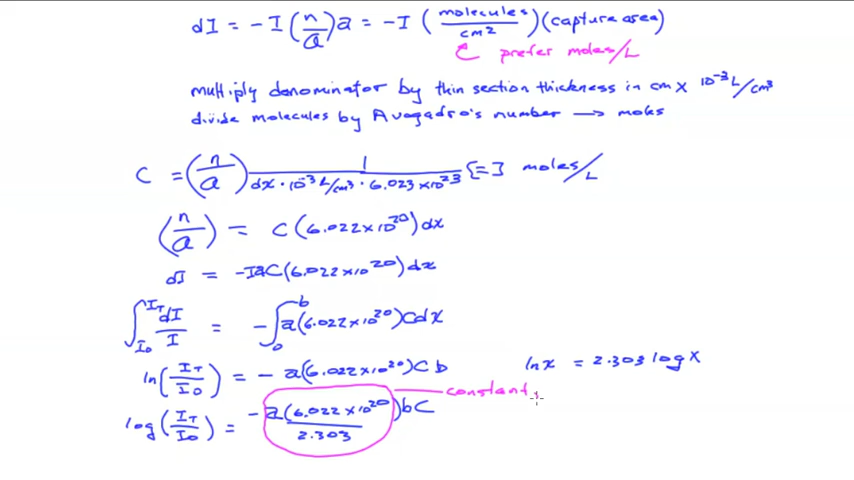 dI = -I (n/a) a = -I (molecules/cm²)(capture area)
prefer moles/L
multiply denominator by thin section thickness in cm x 10⁻³ L/cm³
divide molecules by Avogadro's number → moles
C = (n/a) 1/(dx · 10⁻³ L/cm³ · 6.023×10²³) [=] moles/L
(n/a) = C (6.022×10²⁰) dx
dI = -IaC (6.022×10²⁰) dx
∫_{I₀}^{I_T} dI/I = -∫₀^b a (6.022×10²⁰) C dx
ln(I_T/I₀) = - a (6.022×10²⁰) C b
ln x = 2.303 log x
log(I_T/I₀) = - (a (6.022×10²⁰)/2.303) b C
constant,